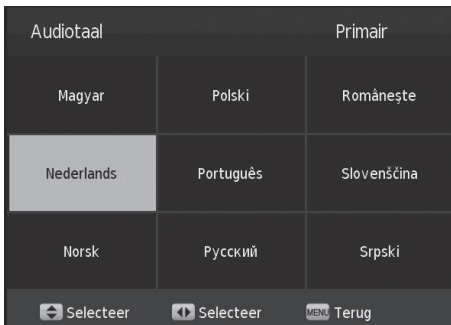 Audiotaal Primair
Magyar Polski Românește
Nederlands Português Slovenščina
Norsk Русский Srpski
Selecteer Selecteer MENU Terug